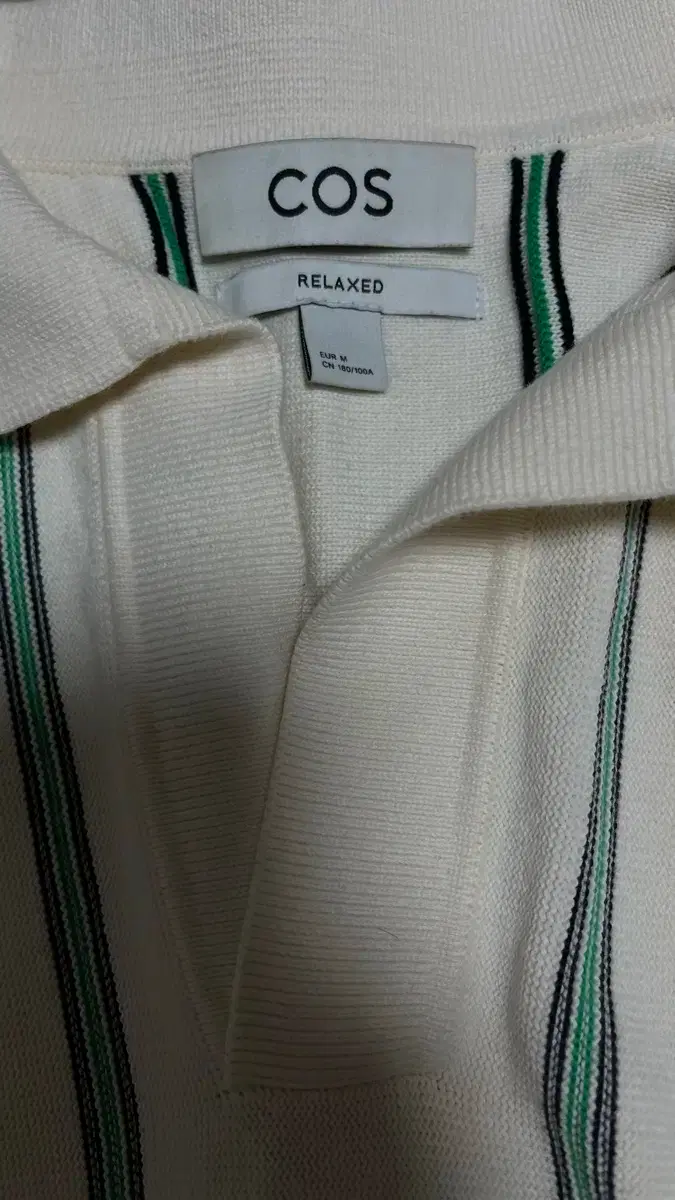 COS
RELAXED
EUR M
CN 180/100A